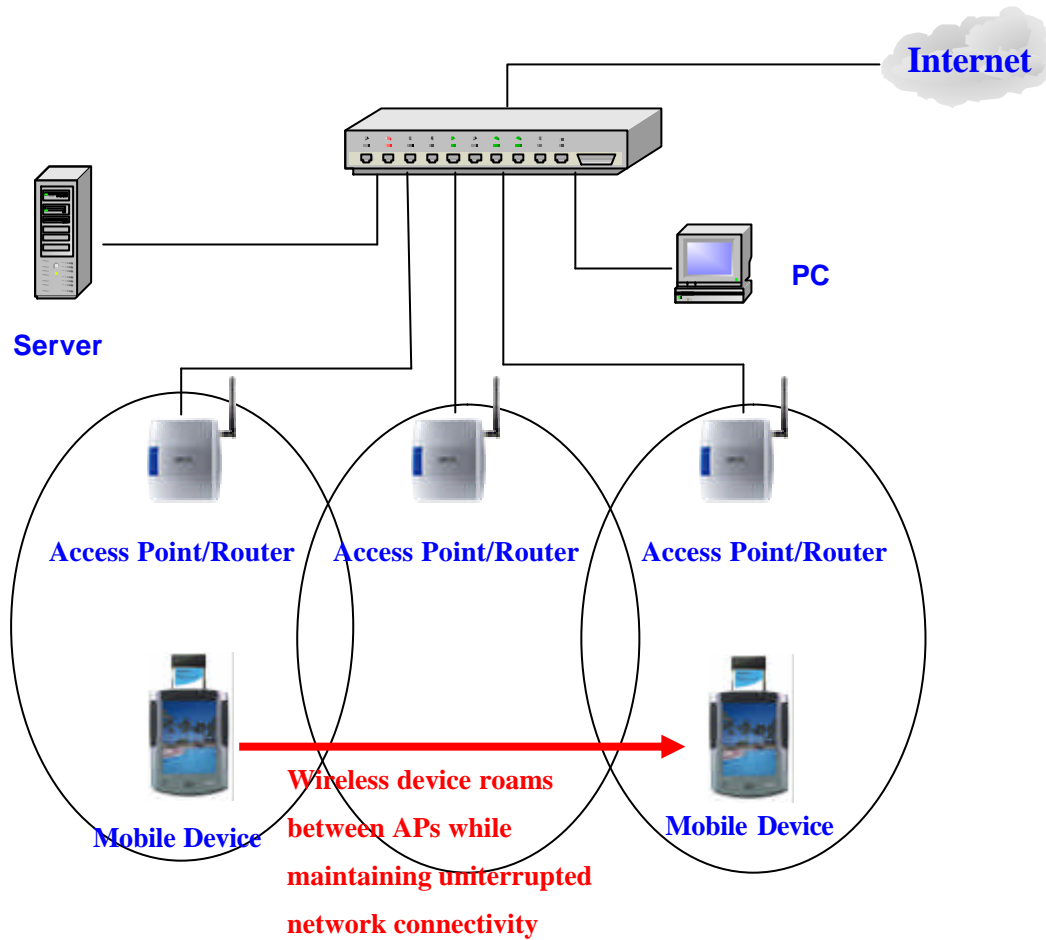 Internet
PC
Server
Access Point/Router
Access Point/Router
Access Point/Router
Wireless device roams
between APs while
maintaining uniterrupted
network connectivity
Mobile Device
Mobile Device